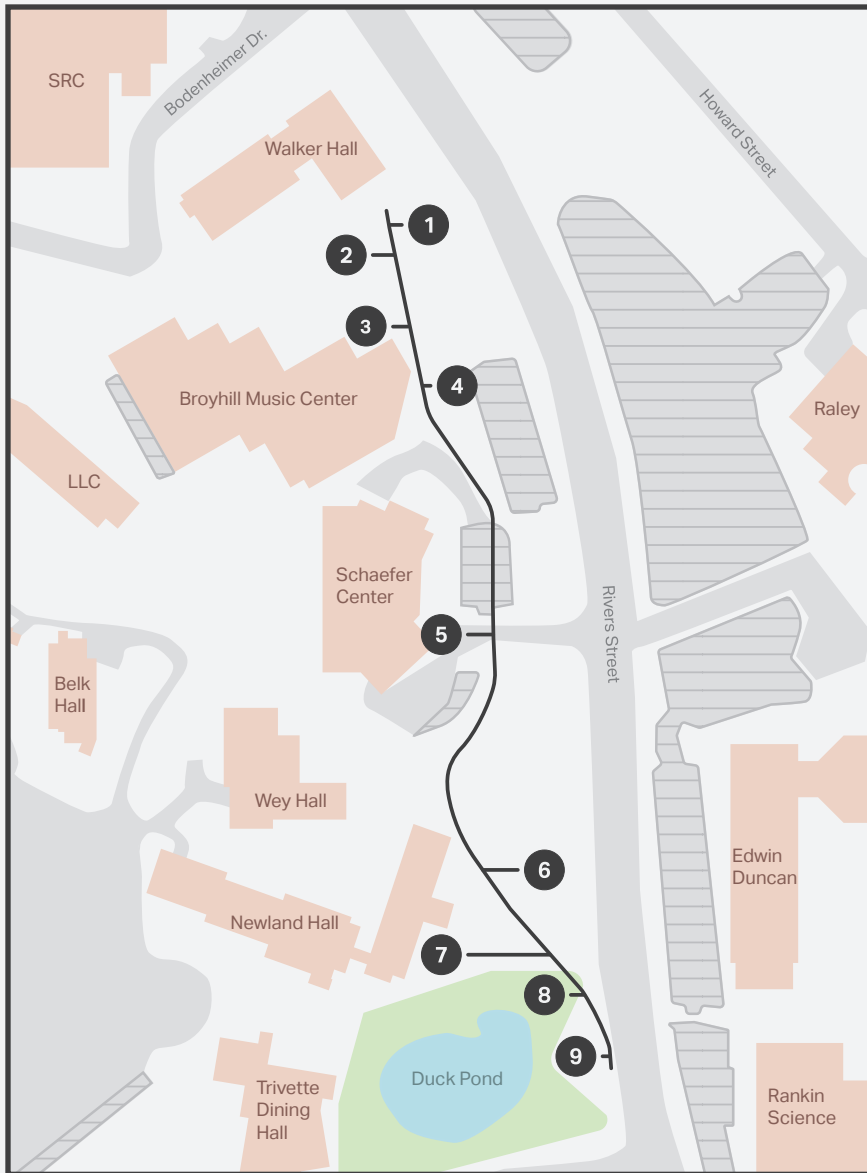 SRC
Bodenheimer Dr.
Howard Street
Walker Hall
1
2
3
4
Broyhill Music Center
Raley
LLC
Schaefer
Center
Rivers Street
5
Belk
Hall
Wey Hall
6
Edwin
Duncan
Newland Hall
7
8
9
Duck Pond
Trivette
Dining
Hall
Rankin
Science